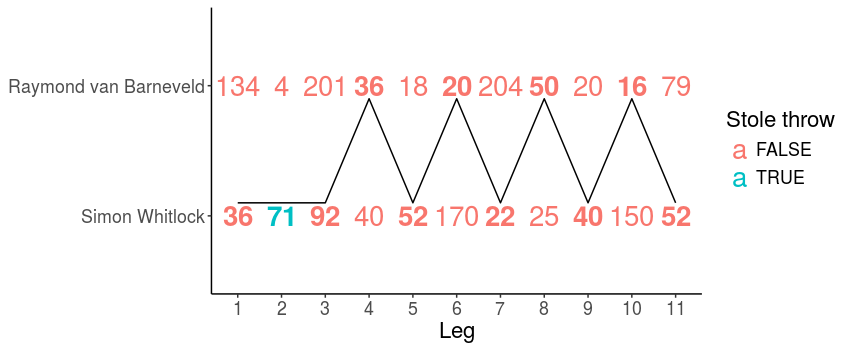 Raymond van Barneveld 134 4 201 36 18 20 204 50 20 16 79
Simon Whitlock 36 71 92 40 52 170 22 25 40 150 52
1 2 3 4 5 6 7 8 9 10 11
Leg
Stole throw
a FALSE
a TRUE